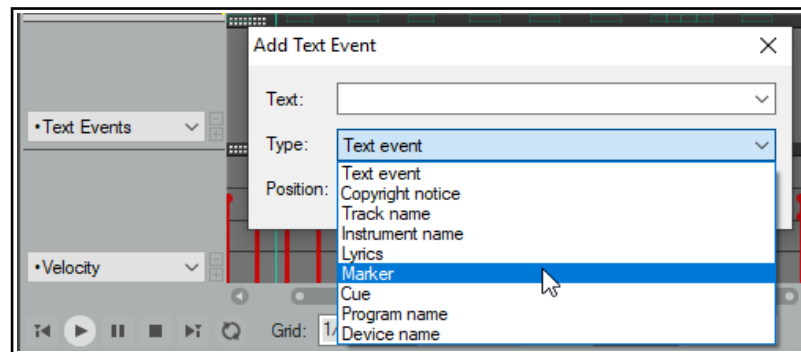 Add Text Event
Text:
•Text Events
Type: Text event
Text event
Position: Copyright notice
Track name
Instrument name
Lyrics
•Velocity
Marker
Cue
Program name
Grid: 1/
Device name